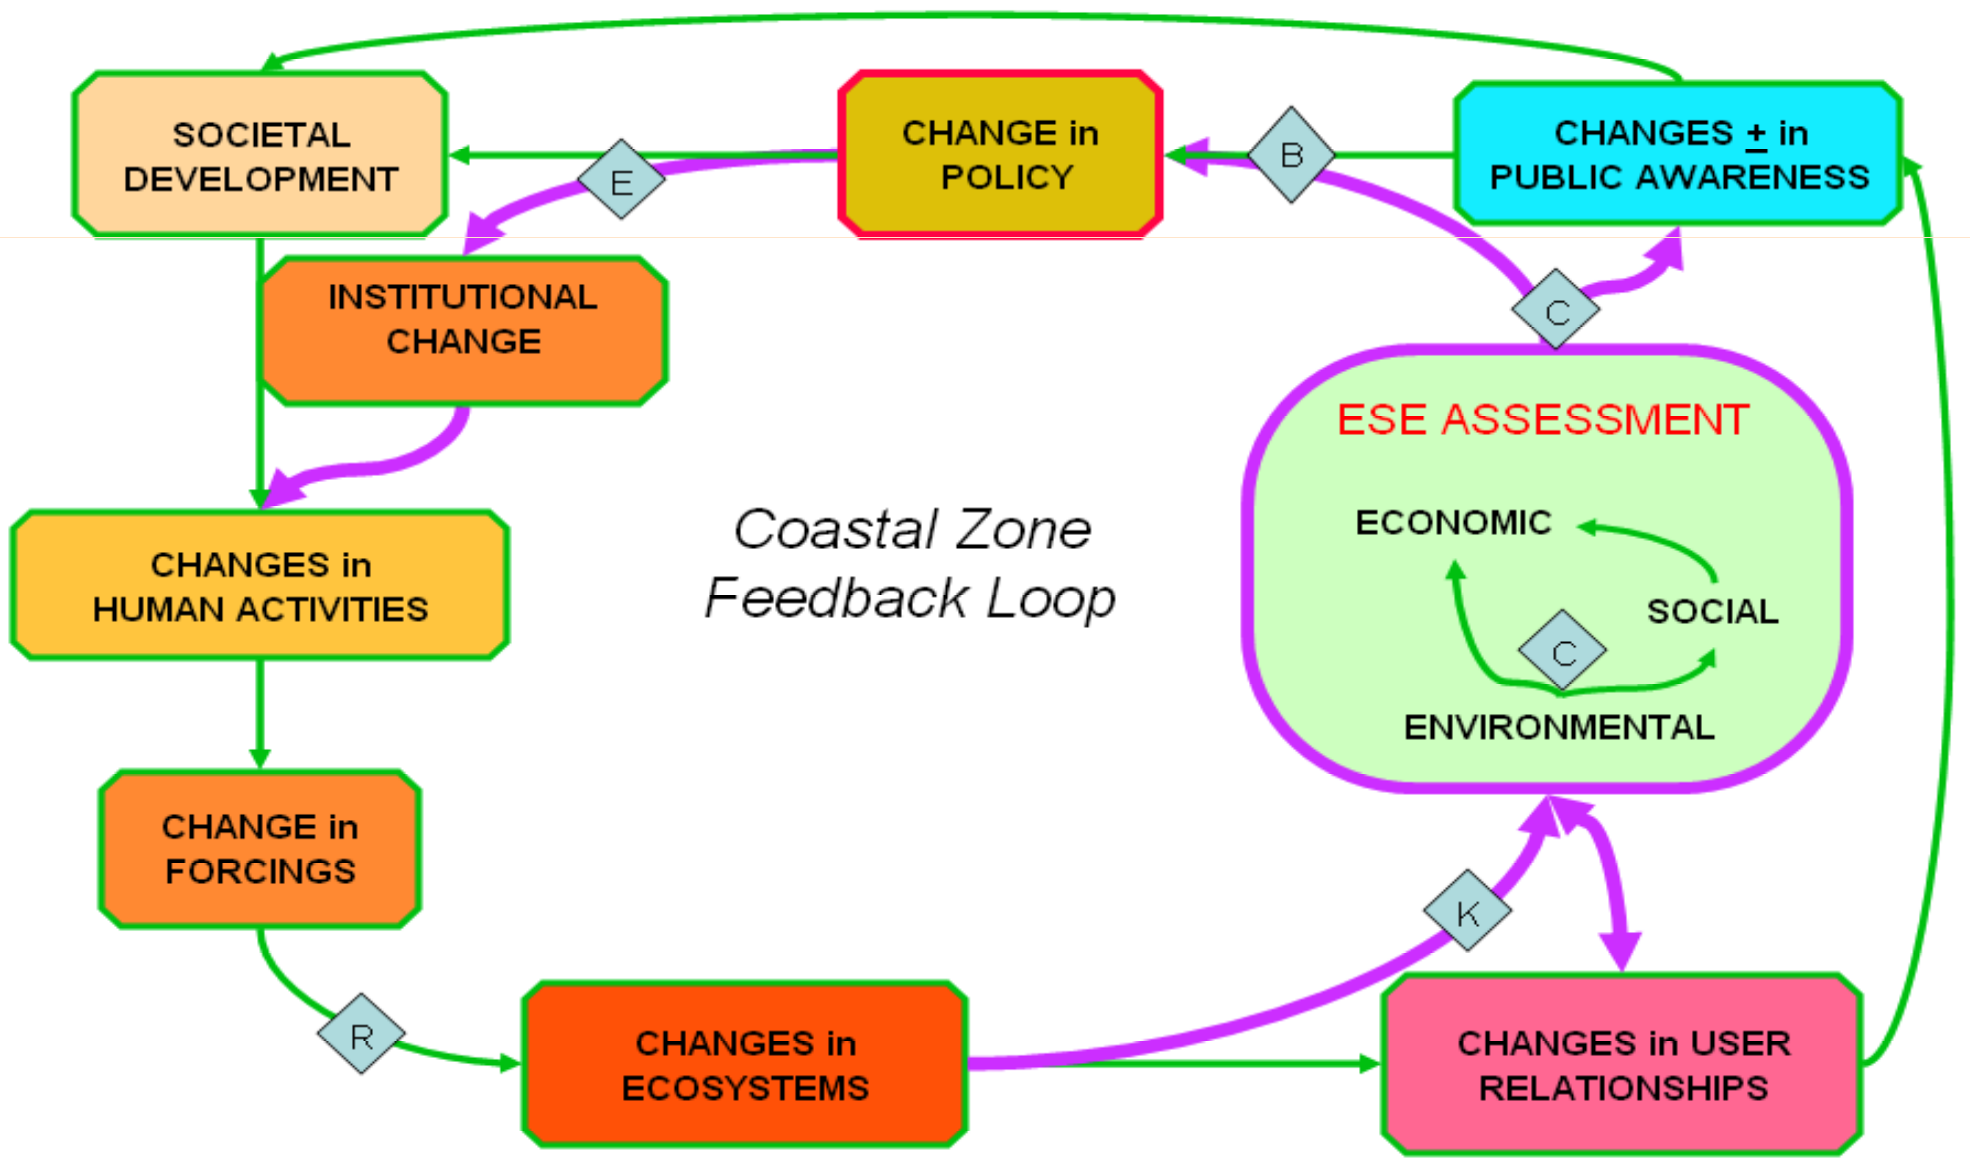 SOCIETAL
DEVELOPMENT
E
CHANGE in
POLICY
B
CHANGES + in
PUBLIC AWARENESS
INSTITUTIONAL
CHANGE
C
ESE ASSESSMENT
ECONOMIC
SOCIAL
C
ENVIRONMENTAL
Coastal Zone
Feedback Loop
CHANGES in
HUMAN ACTIVITIES
CHANGE in
FORCINGS
K
R
CHANGES in
ECOSYSTEMS
CHANGES in USER
RELATIONSHIPS